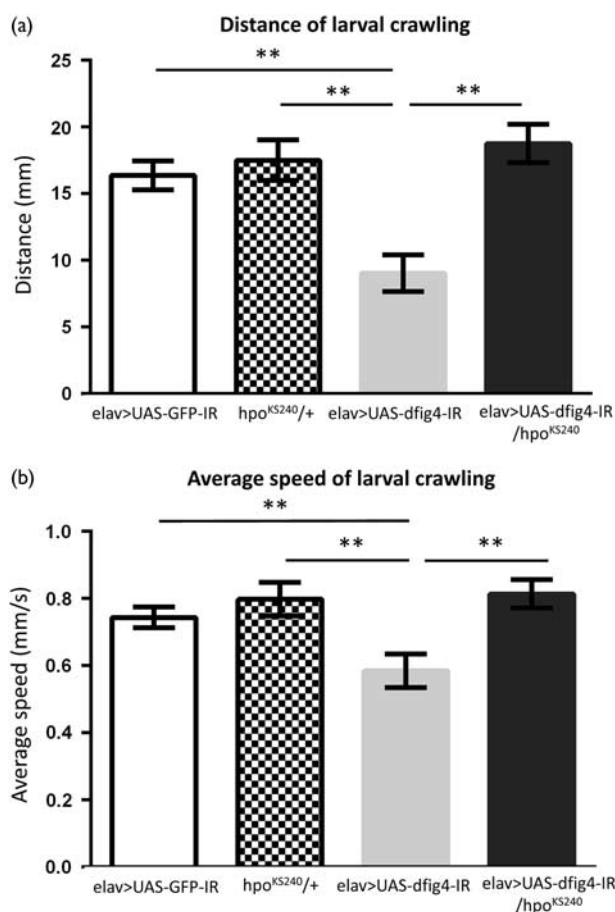 (a)
Distance of larval crawling
**
**
**
25
20
15
10
5
0
Distance (mm)
elav>UAS-GFP-IR
hpoKS240/+
elav>UAS-dfig4-IR
elav>UAS-dfig4-IR
/hpoKS240
(b)
Average speed of larval crawling
**
**
**
1.0
0.8
0.6
0.4
0.2
0.0
Average speed (mm/s)
elav>UAS-GFP-IR
hpoKS240/+
elav>UAS-dfig4-IR
elav>UAS-dfig4-IR
/hpoKS240